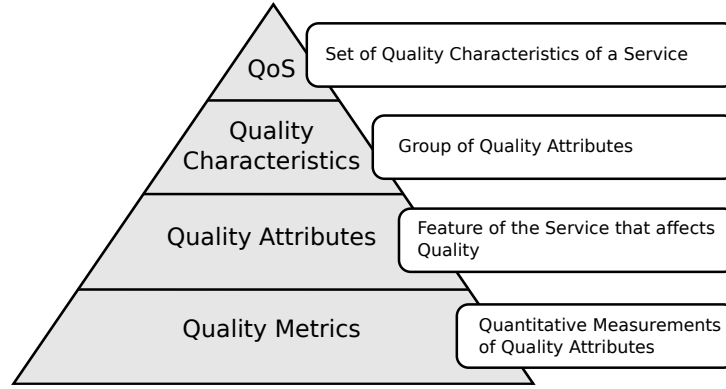 QoS
Set of Quality Characteristics of a Service
Quality
Characteristics
Group of Quality Attributes
Quality Attributes
Feature of the Service that affects
Quality
Quality Metrics
Quantitative Measurements
of Quality Attributes